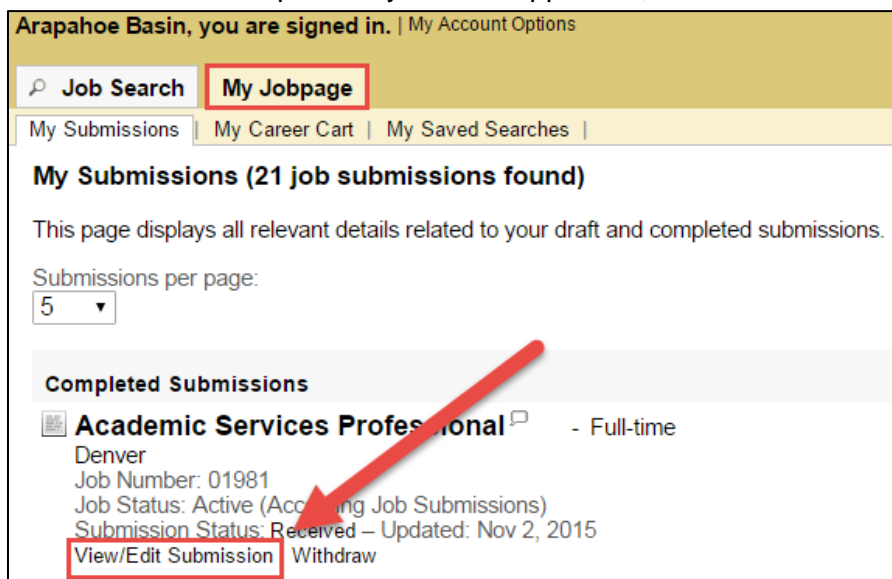 Arapahoe Basin, you are signed in. | My Account Options
Job Search My Jobpage
My Submissions | My Career Cart | My Saved Searches |
My Submissions (21 job submissions found)
This page displays all relevant details related to your draft and completed submissions.
Submissions per page:
5
Completed Submissions
Academic Services Professional - Full-time
Denver
Job Number: 01981
Job Status: Active (Accepting Job Submissions)
Submission Status: Received – Updated: Nov 2, 2015
View/Edit Submission Withdraw